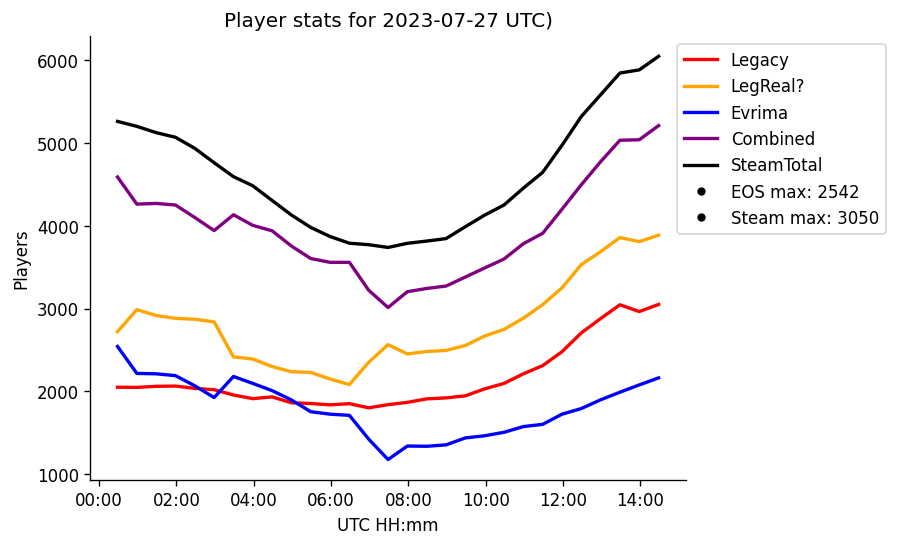 Player stats for 2023-07-27 UTC)
6000
5000
4000
3000
2000
1000
Players
00:00 02:00 04:00 06:00 08:00 10:00 12:00 14:00
UTC HH:mm
Legacy
LegReal?
Evrima
Combined
SteamTotal
EOS max: 2542
Steam max: 3050